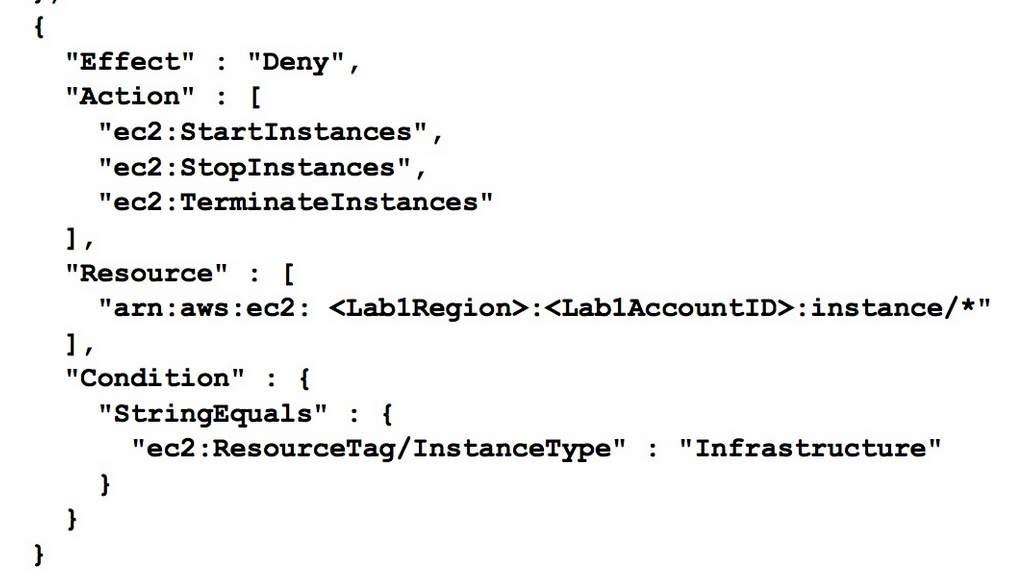 {
"Effect" : "Deny",
"Action" : [
"ec2:StartInstances",
"ec2:StopInstances",
"ec2:TerminateInstances"
],
"Resource" : [
"arn:aws:ec2: <Lab1Region>:<Lab1AccountID>:instance/*"
],
"Condition" : {
"StringEquals" : {
"ec2:ResourceTag/InstanceType" : "Infrastructure"
}
}
}